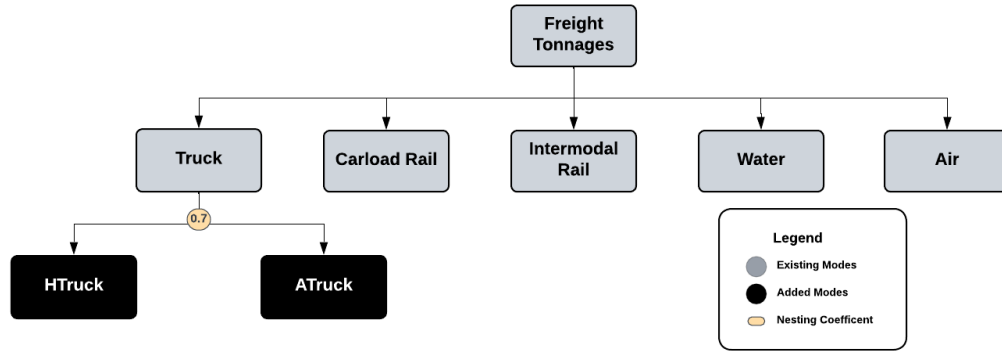 Freight
Tonnages
Truck
Carload Rail
Intermodal
Rail
Water
Air
0.7
HTruck
ATruck
Legend
Existing Modes
Added Modes
Nesting Coefficent